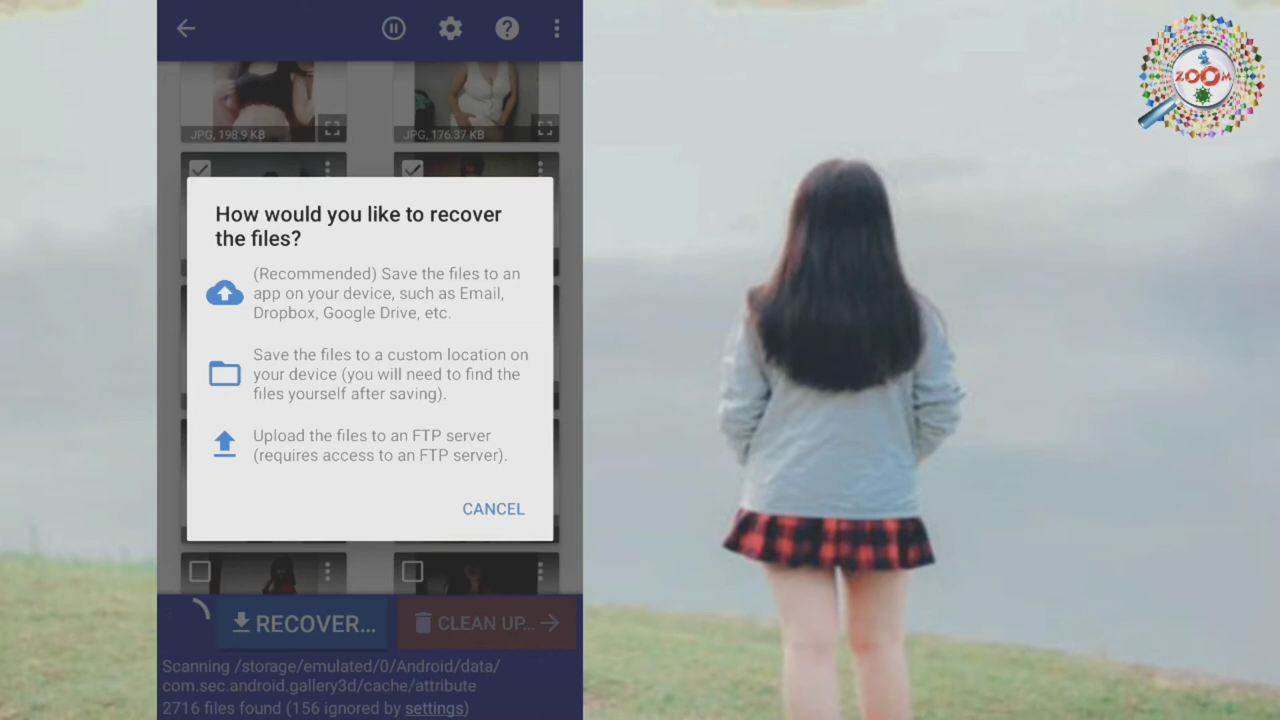 ZOOM
JPG, 198.9 KB
JPG, 176.37 KB
How would you like to recover
the files?
(Recommended) Save the files to an
app on your device, such as Email,
Dropbox, Google Drive, etc.
Save the files to a custom location on
your device (you will need to find the
files yourself after saving).
Upload the files to an FTP server
(requires access to an FTP server).
CANCEL
RECOVER...
CLEAN UP...
Scanning /storage/emulated/0/Android/data/
com.sec.android.gallery3d/cache/attribute
2716 files found (156 ignored by settings)